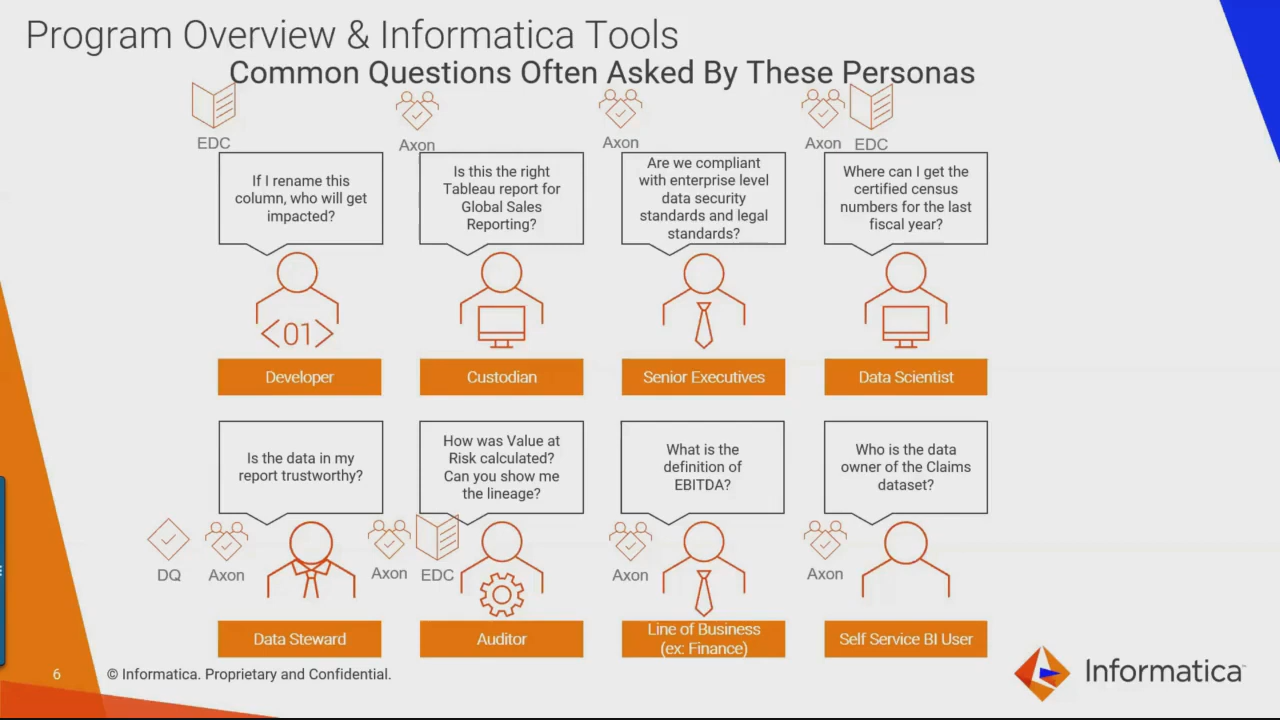 Program Overview & Informatica Tools
Common Questions Often Asked By These Personas
EDC
Axon
Axon
Axon EDC
If I rename this
column, who will get
impacted?
Is this the right
Tableau report for
Global Sales
Reporting?
Are we compliant
with enterprise level
data security
standards and legal
standards?
Where can I get the
certified census
numbers for the last
fiscal year?
<01>
Developer
Custodian
Senior Executives
Data Scientist
Is the data in my
report trustworthy?
How was Value at
Risk calculated?
Can you show me
the lineage?
What is the
definition of
EBITDA?
Who is the data
owner of the Claims
dataset?
DQ
Axon
Axon
EDC
Axon
Axon
Data Steward
Auditor
Line of Business
(ex: Finance)
Self Service BI User
6
© Informatica. Proprietary and Confidential.
Informatica™